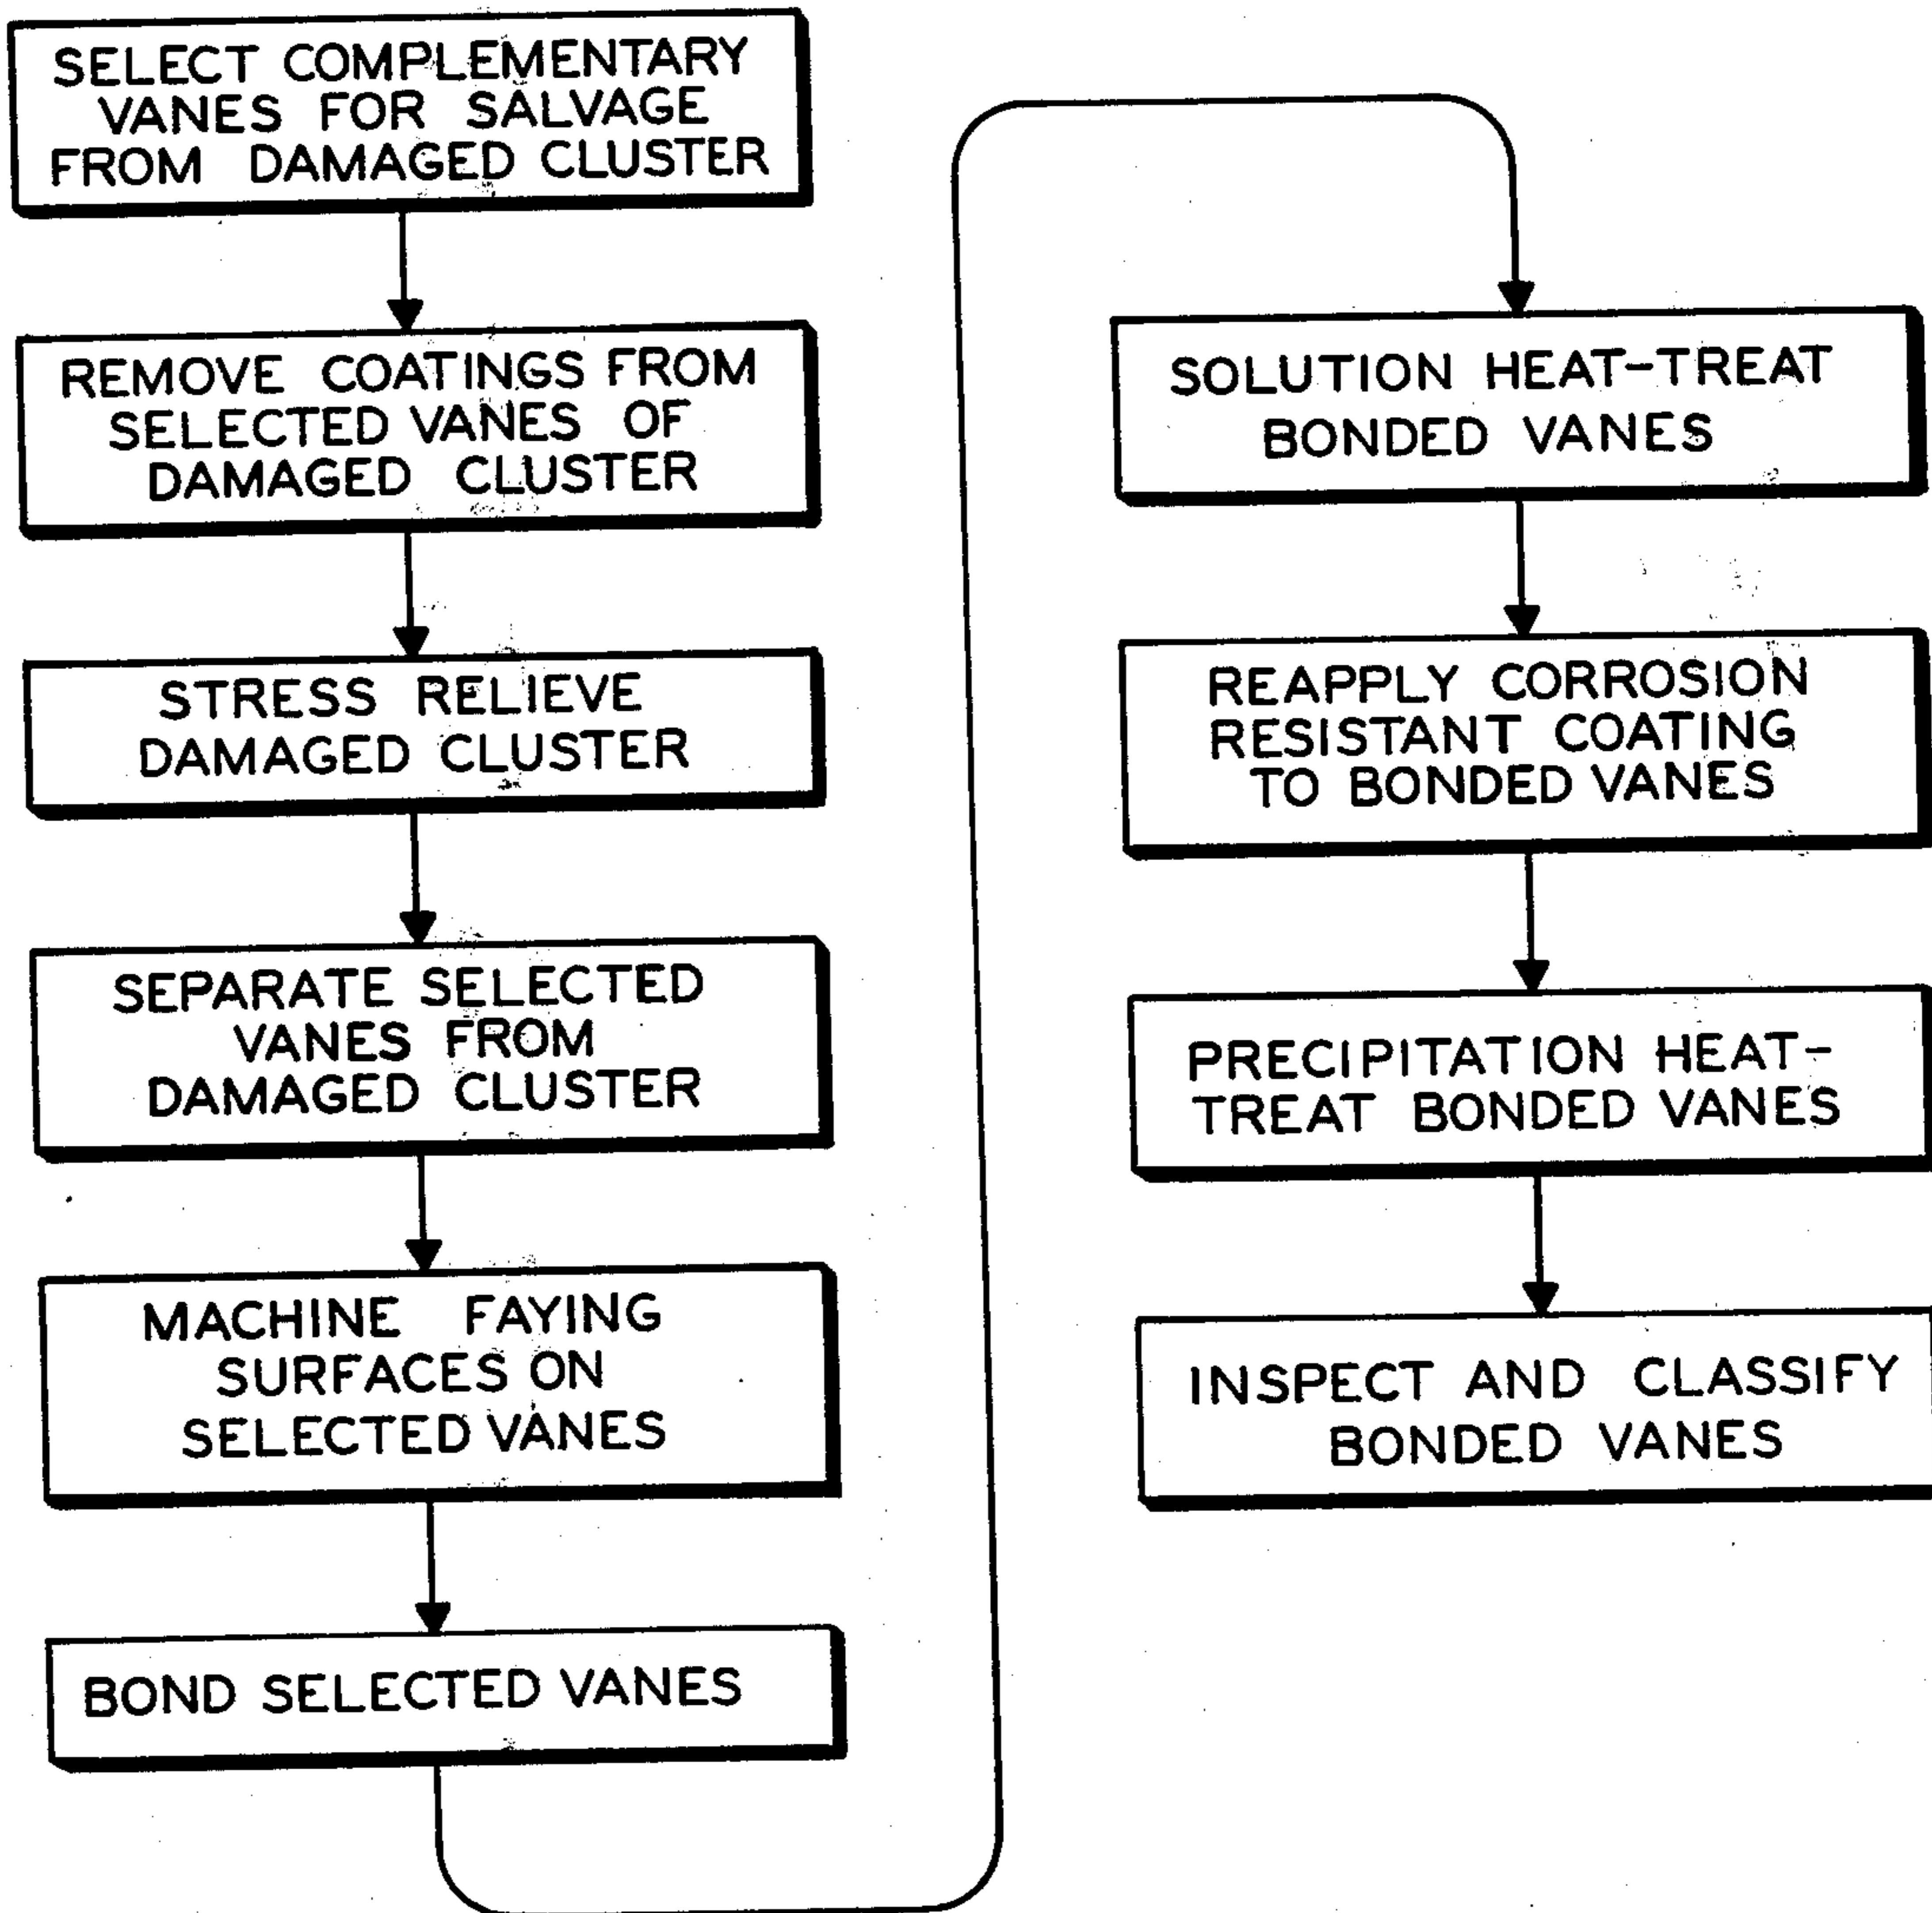 SELECT COMPLEMENTARY
VANES FOR SALVAGE
FROM DAMAGED CLUSTER
REMOVE COATINGS FROM
SELECTED VANES OF
DAMAGED CLUSTER
STRESS RELIEVE
DAMAGED CLUSTER
SEPARATE SELECTED
VANES FROM
DAMAGED CLUSTER
MACHINE FAYING
SURFACES ON
SELECTED VANES
BOND SELECTED VANES
SOLUTION HEAT-TREAT
BONDED VANES
REAPPLY CORROSION
RESISTANT COATING
TO BONDED VANES
PRECIPITATION HEAT-
TREAT BONDED VANES
INSPECT AND CLASSIFY
BONDED VANES